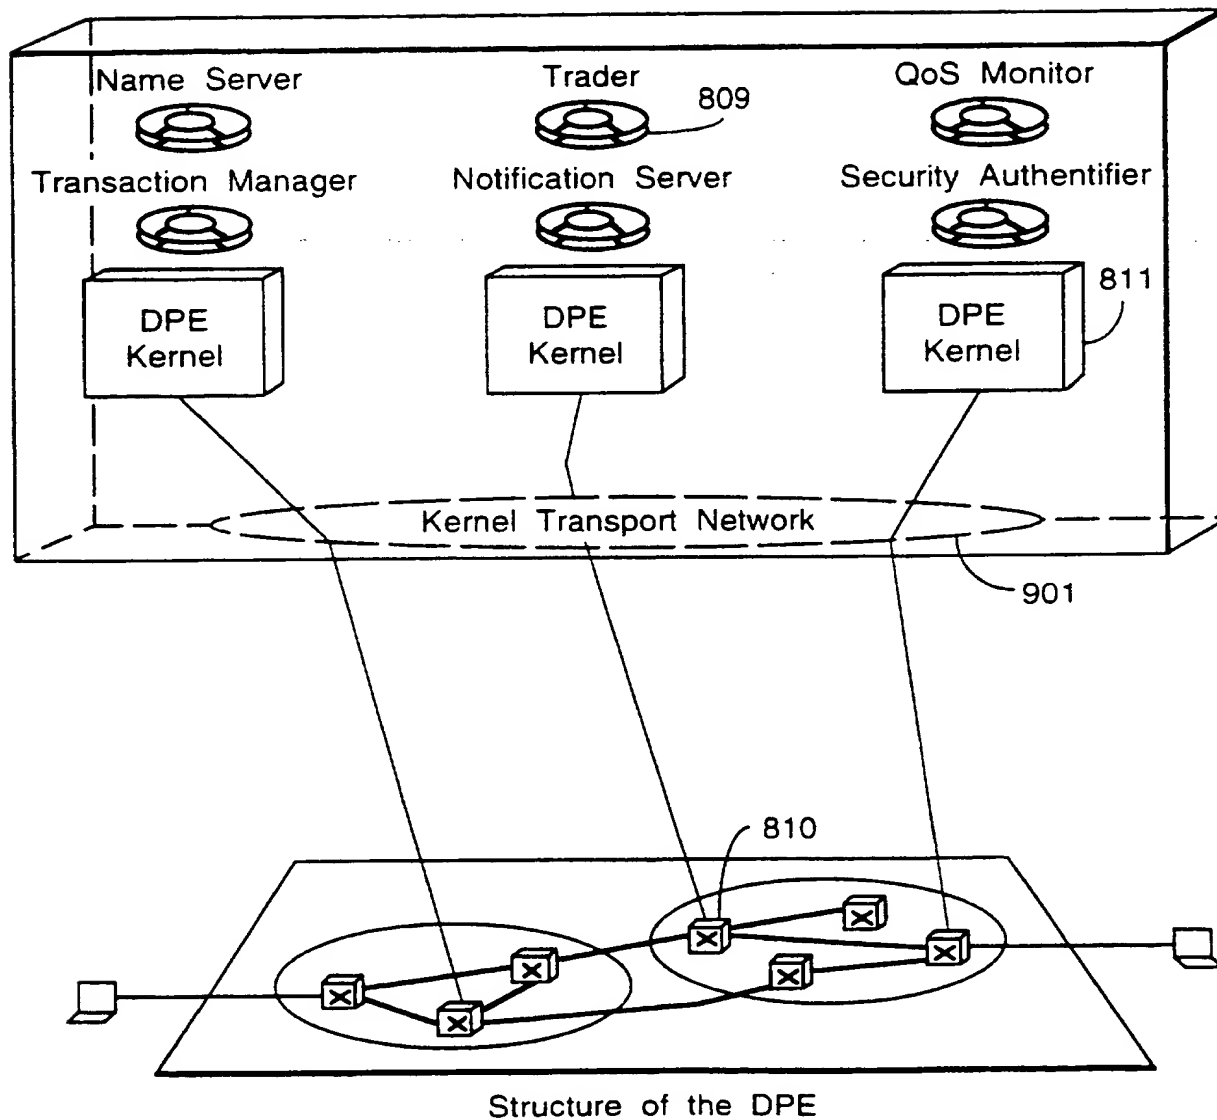 Name Server
Trader
QoS Monitor
809
Transaction Manager
Notification Server
Security Authentifier
811
DPE
Kernel
DPE
Kernel
DPE
Kernel
Kernel Transport Network
901
810
Structure of the DPE